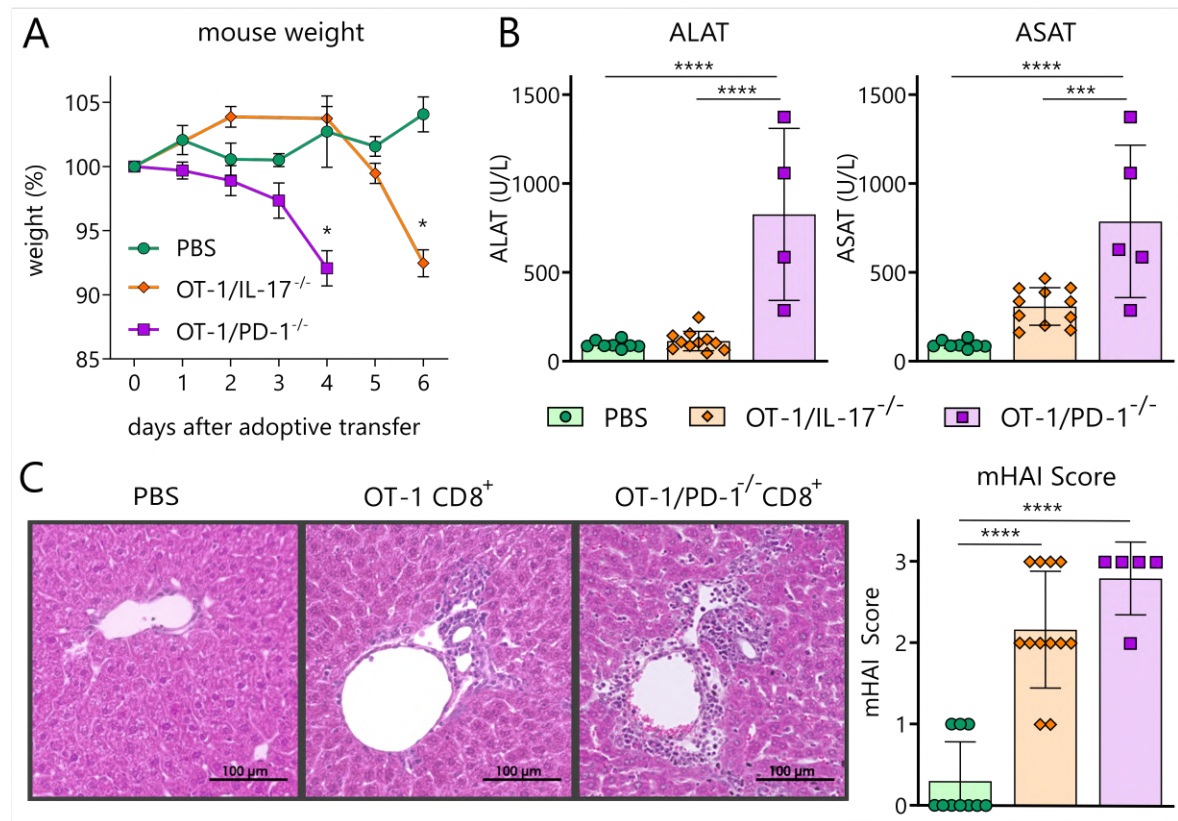 A
mouse weight
weight (%)
105
100
95
90
85
*
*
PBS
OT-1/IL-17-/-
OT-1/PD-1-/-
0 1 2 3 4 5 6
days after adoptive transfer
B
ALAT
****
****
ALAT (U/L)
1500
1000
500
0
ASAT
****
***
ASAT (U/L)
1500
1000
500
0
PBS
OT-1/IL-17-/-
OT-1/PD-1-/-
C
PBS
OT-1 CD8+
OT-1/PD-1-/-CD8+
100 µm
100 µm
100 µm
mHAI Score
****
****
mHAI Score
3
2
1
0